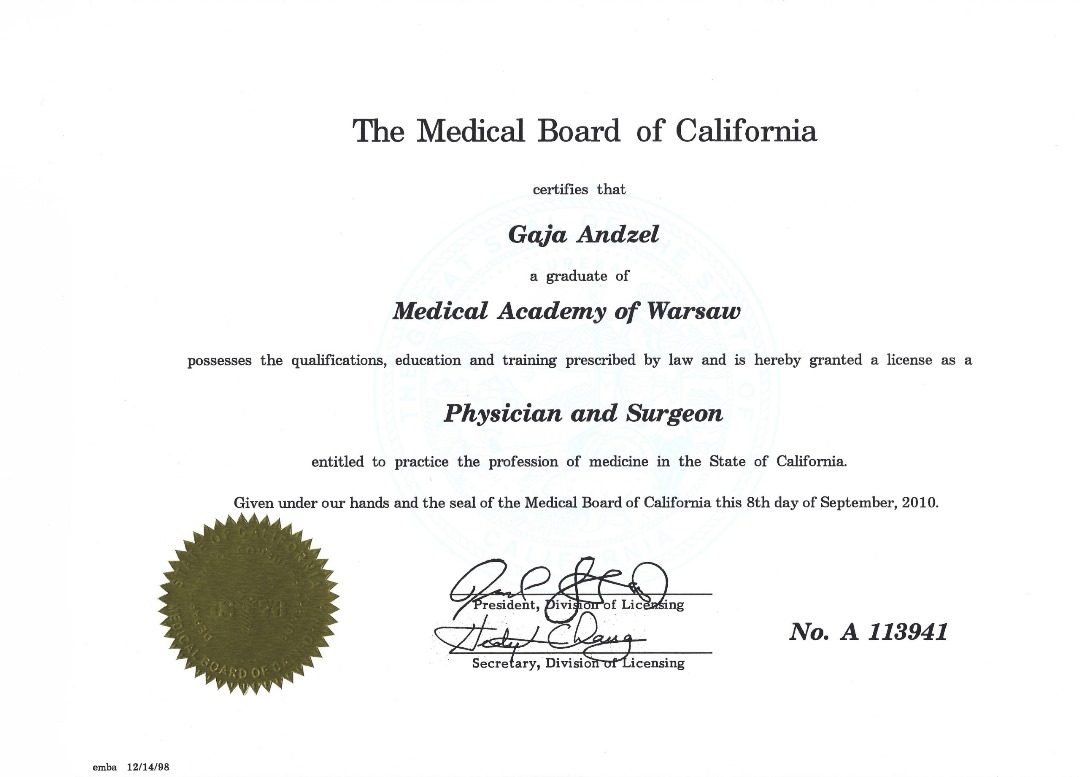 The Medical Board of California
certifies that
Gaja Andzel
a graduate of
Medical Academy of Warsaw
possesses the qualifications, education and training prescribed by law and is hereby granted a license as a
Physician and Surgeon
entitled to practice the profession of medicine in the State of California.
Given under our hands and the seal of the Medical Board of California this 8th day of September, 2010.
President, Division of Licensing
Hedy Chang
Secretary, Division of Licensing
No. A 113941
MEDICAL BOARD OF
emba 12/14/98